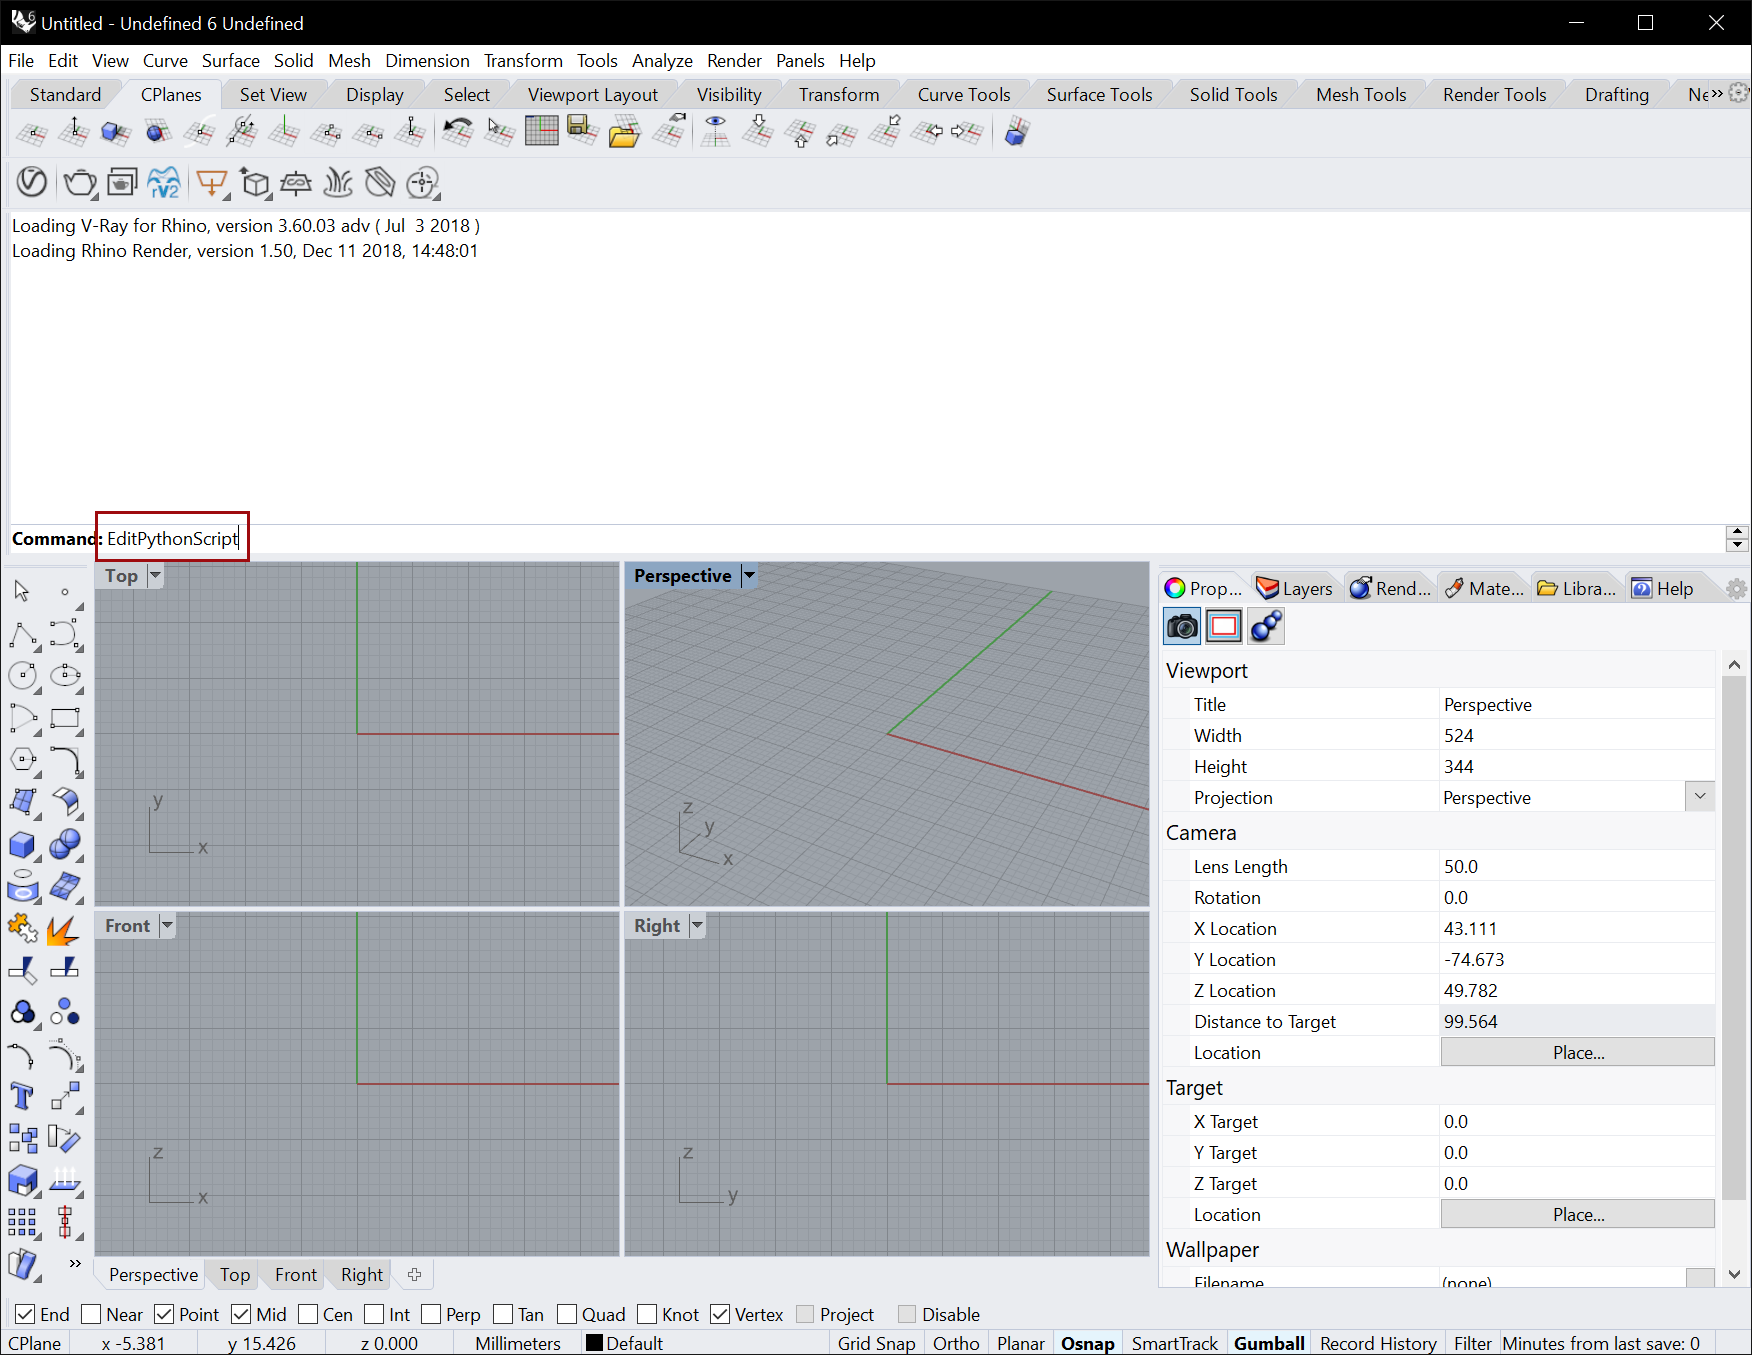 Untitled - Undefined 6 Undefined
File Edit View Curve Surface Solid Mesh Dimension Transform Tools Analyze Render Panels Help
Standard CPlanes Set View Display Select Viewport Layout Visibility Transform Curve Tools Surface Tools Solid Tools Mesh Tools Render Tools Drafting Ne »
rV2
Loading V-Ray for Rhino, version 3.60.03 adv ( Jul  3 2018 )
Loading Rhino Render, version 1.50, Dec 11 2018, 14:48:01
Command: EditPythonScript
Top
Perspective
Prop... Layers Rend... Mate... Libra... Help
Viewport
Title Perspective
Width 524
Height 344
Projection Perspective
y
x
z
y
x
Camera
Lens Length 50.0
Rotation 0.0
X Location 43.111
Y Location -74.673
Z Location 49.782
Distance to Target 99.564
Location Place...
Front
Right
Target
X Target 0.0
Y Target 0.0
Z Target 0.0
Location Place...
z
x
z
y
Wallpaper
Filename (none)
»
Perspective Top Front Right
End Near Point Mid Cen Int Perp Tan Quad Knot Vertex Project Disable
CPlane x -5.381 y 15.426 z 0.000 Millimeters Default Grid Snap Ortho Planar Osnap SmartTrack Gumball Record History Filter Minutes from last save: 0